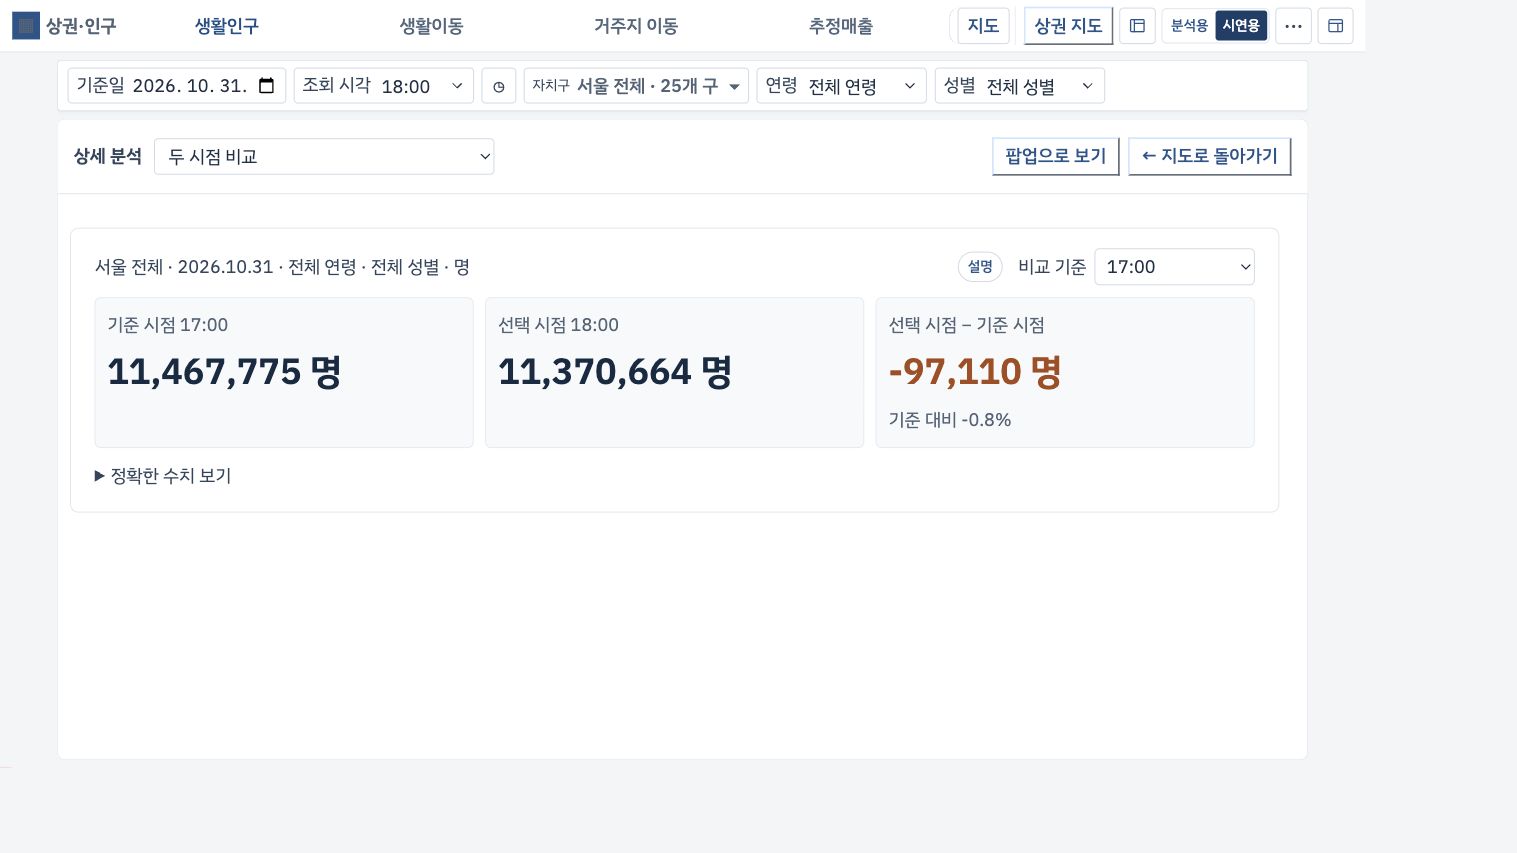 상권·인구 생활인구 생활이동 거주지 이동 추정매출 지도 상권 지도 분석용 시연용 ...
기준일 2026. 10. 31. 조회 시각 18:00 자치구 서울 전체 · 25개 구 연령 전체 연령 성별 전체 성별
상세 분석 두 시점 비교 팝업으로 보기 ← 지도로 돌아가기
서울 전체 · 2026.10.31 · 전체 연령 · 전체 성별 · 명 설명 비교 기준 17:00
기준 시점 17:00 선택 시점 18:00 선택 시점 – 기준 시점
11,467,775 명 11,370,664 명 -97,110 명
기준 대비 -0.8%
▶ 정확한 수치 보기